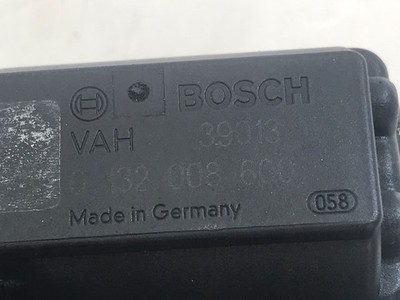 BOSCH
VAH 39013
0 132 008 600
Made in Germany 058